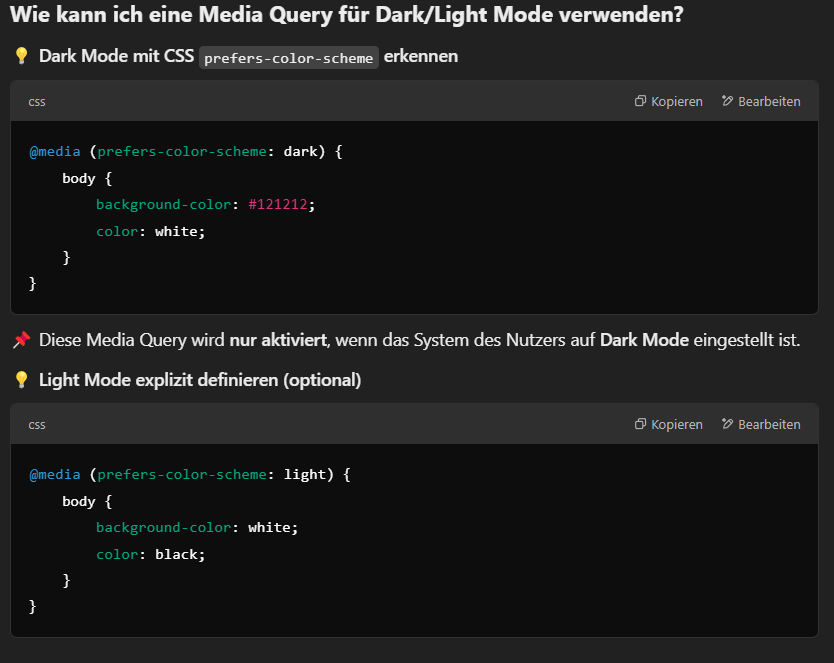 Wie kann ich eine Media Query für Dark/Light Mode verwenden?
💡 Dark Mode mit CSS prefers-color-scheme erkennen
css Kopieren Bearbeiten
@media (prefers-color-scheme: dark) {
    body {
        background-color: #121212;
        color: white;
    }
}
📌 Diese Media Query wird nur aktiviert, wenn das System des Nutzers auf Dark Mode eingestellt ist.
💡 Light Mode explizit definieren (optional)
css Kopieren Bearbeiten
@media (prefers-color-scheme: light) {
    body {
        background-color: white;
        color: black;
    }
}